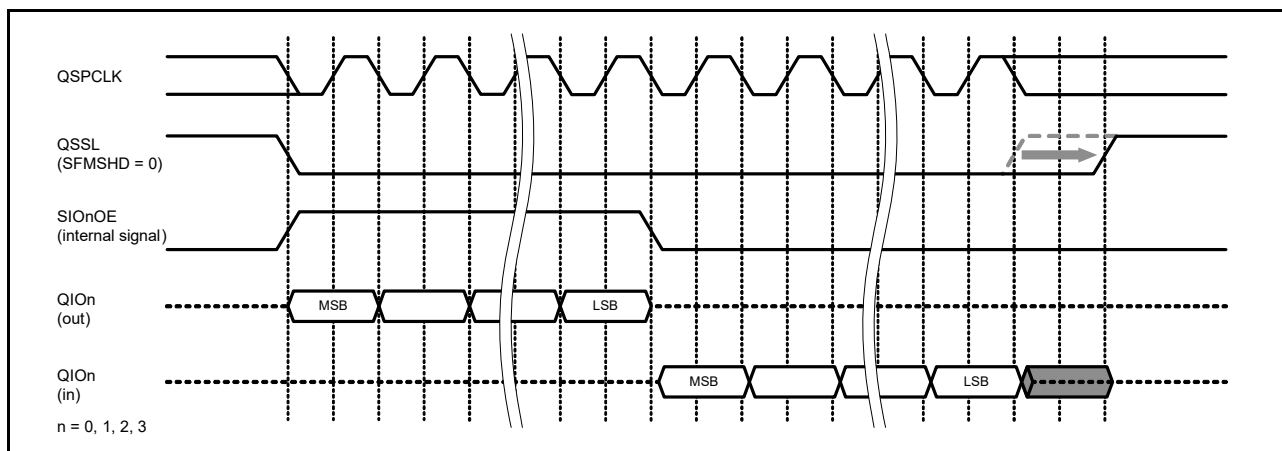 QSPCLK
QSSL
(SFMSHD = 0)
SIOnOE
(internal signal)
QIOn
(out)
MSB
LSB
QIOn
(in)
MSB
LSB
n = 0, 1, 2, 3